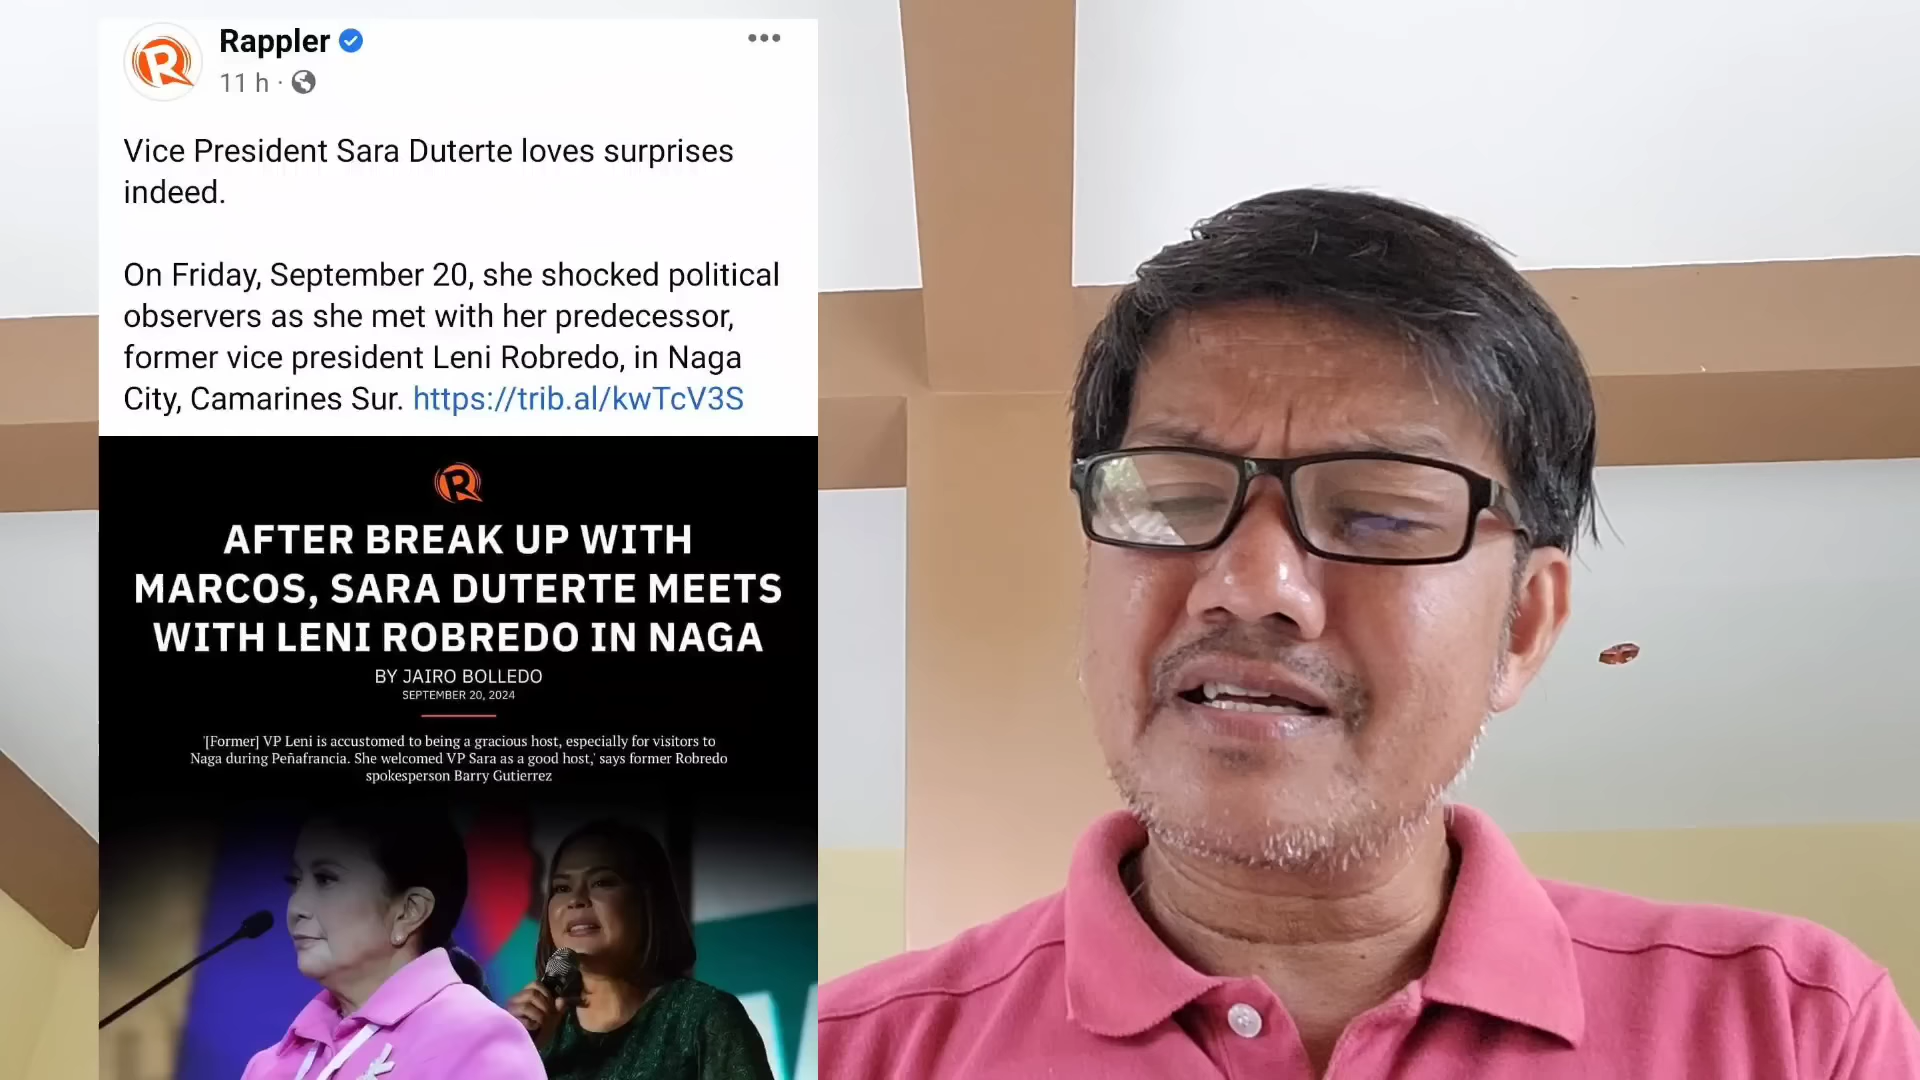 Rappler
11 h ·
Vice President Sara Duterte loves surprises
indeed.
On Friday, September 20, she shocked political
observers as she met with her predecessor,
former vice president Leni Robredo, in Naga
City, Camarines Sur. https://trib.al/kwTcV3S
R
AFTER BREAK UP WITH
MARCOS, SARA DUTERTE MEETS
WITH LENI ROBREDO IN NAGA
BY JAIRO BOLLEDO
SEPTEMBER 20, 2024
'[Former] VP Leni is accustomed to being a gracious host, especially for visitors to
Naga during Peñafrancia. She welcomed VP Sara as a good host,' says former Robredo
spokesperson Barry Gutierrez